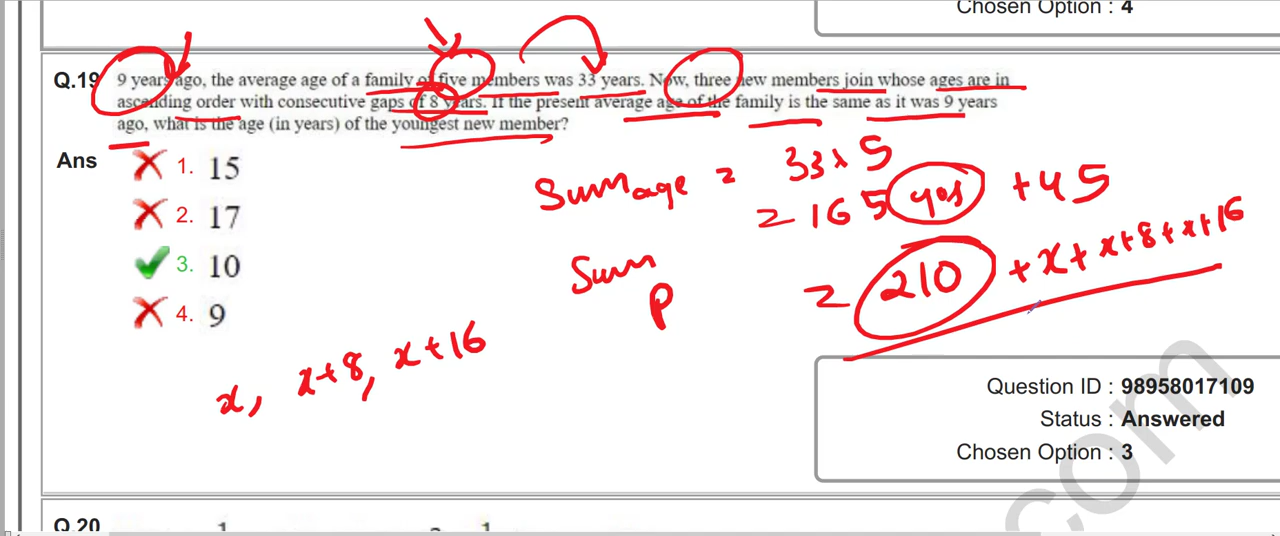 Chosen Option : 4
Q.19 9 years ago, the average age of a family of five members was 33 years. Now, three new members join whose ages are in
ascending order with consecutive gaps of 8 years. If the present average age of the family is the same as it was 9 years
ago, what is the age (in years) of the youngest new member?
Ans 1. 15
2. 17
3. 10
4. 9
Sum age = 33 x 5
= 165 yrs + 45
Sum p = 210 + x + x+8 + x+16
x, x+8, x+16
Question ID : 98958017109
Status : Answered
Chosen Option : 3
com
Q.20